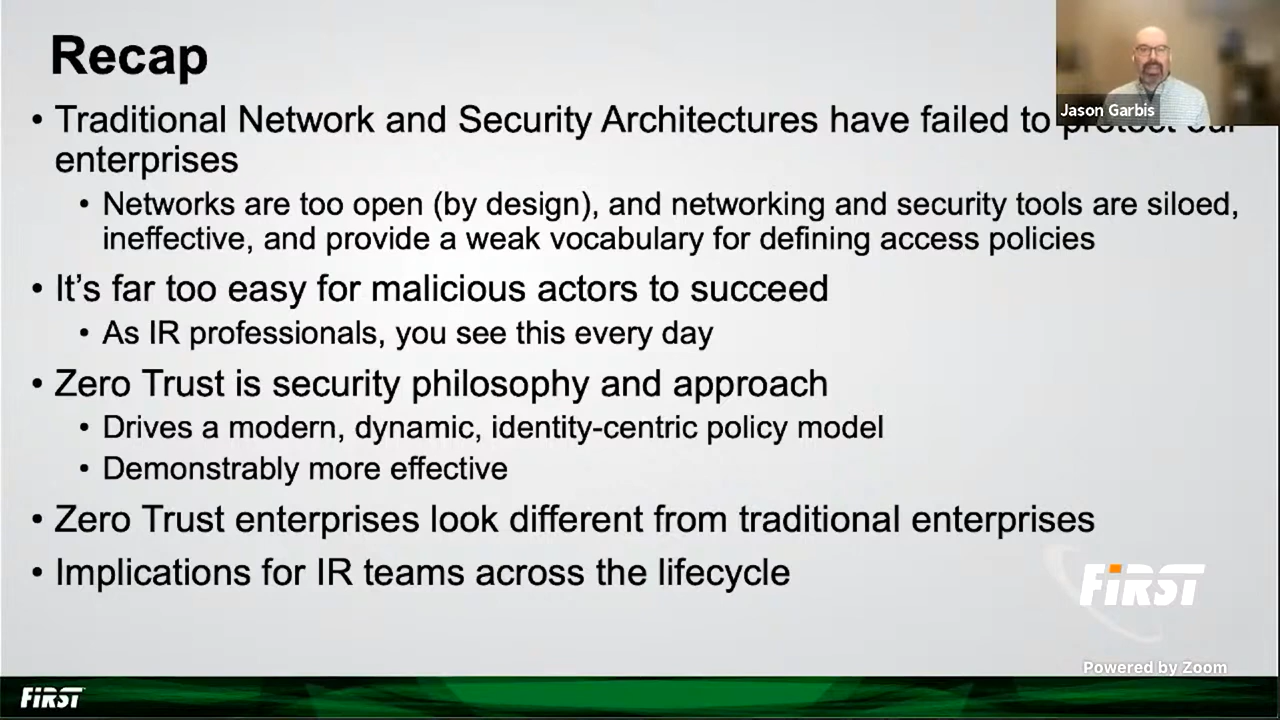 Recap
• Traditional Network and Security Architectures have failed to protect our
enterprises
• Networks are too open (by design), and networking and security tools are siloed,
ineffective, and provide a weak vocabulary for defining access policies
• It's far too easy for malicious actors to succeed
• As IR professionals, you see this every day
• Zero Trust is security philosophy and approach
• Drives a modern, dynamic, identity-centric policy model
• Demonstrably more effective
• Zero Trust enterprises look different from traditional enterprises
• Implications for IR teams across the lifecycle
Jason Garbis
FiRST
Powered by Zoom
FiRST